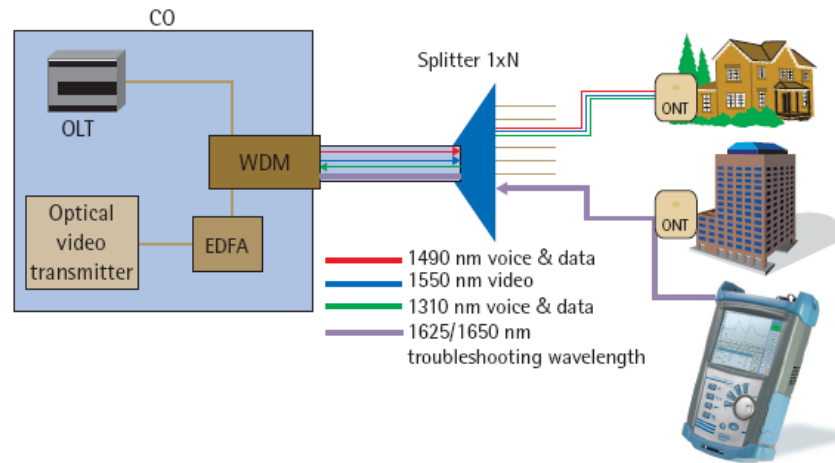 CO
OLT
WDM
Optical
video
transmitter
EDFA
Splitter 1xN
ONT
ONT
1490 nm voice & data
1550 nm video
1310 nm voice & data
1625/1650 nm
troubleshooting wavelength